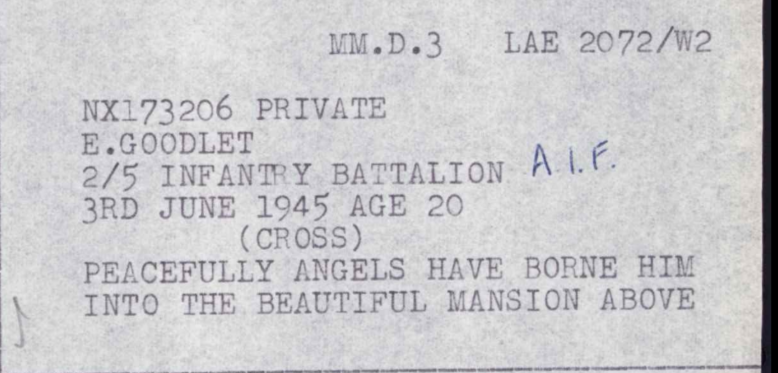 MM.D.3 LAE 2072/W2
NX173206 PRIVATE
E.GOODLET
2/5 INFANTRY BATTALION A.I.F.
3RD JUNE 1945 AGE 20
(CROSS)
PEACEFULLY ANGELS HAVE BORNE HIM
INTO THE BEAUTIFUL MANSION ABOVE